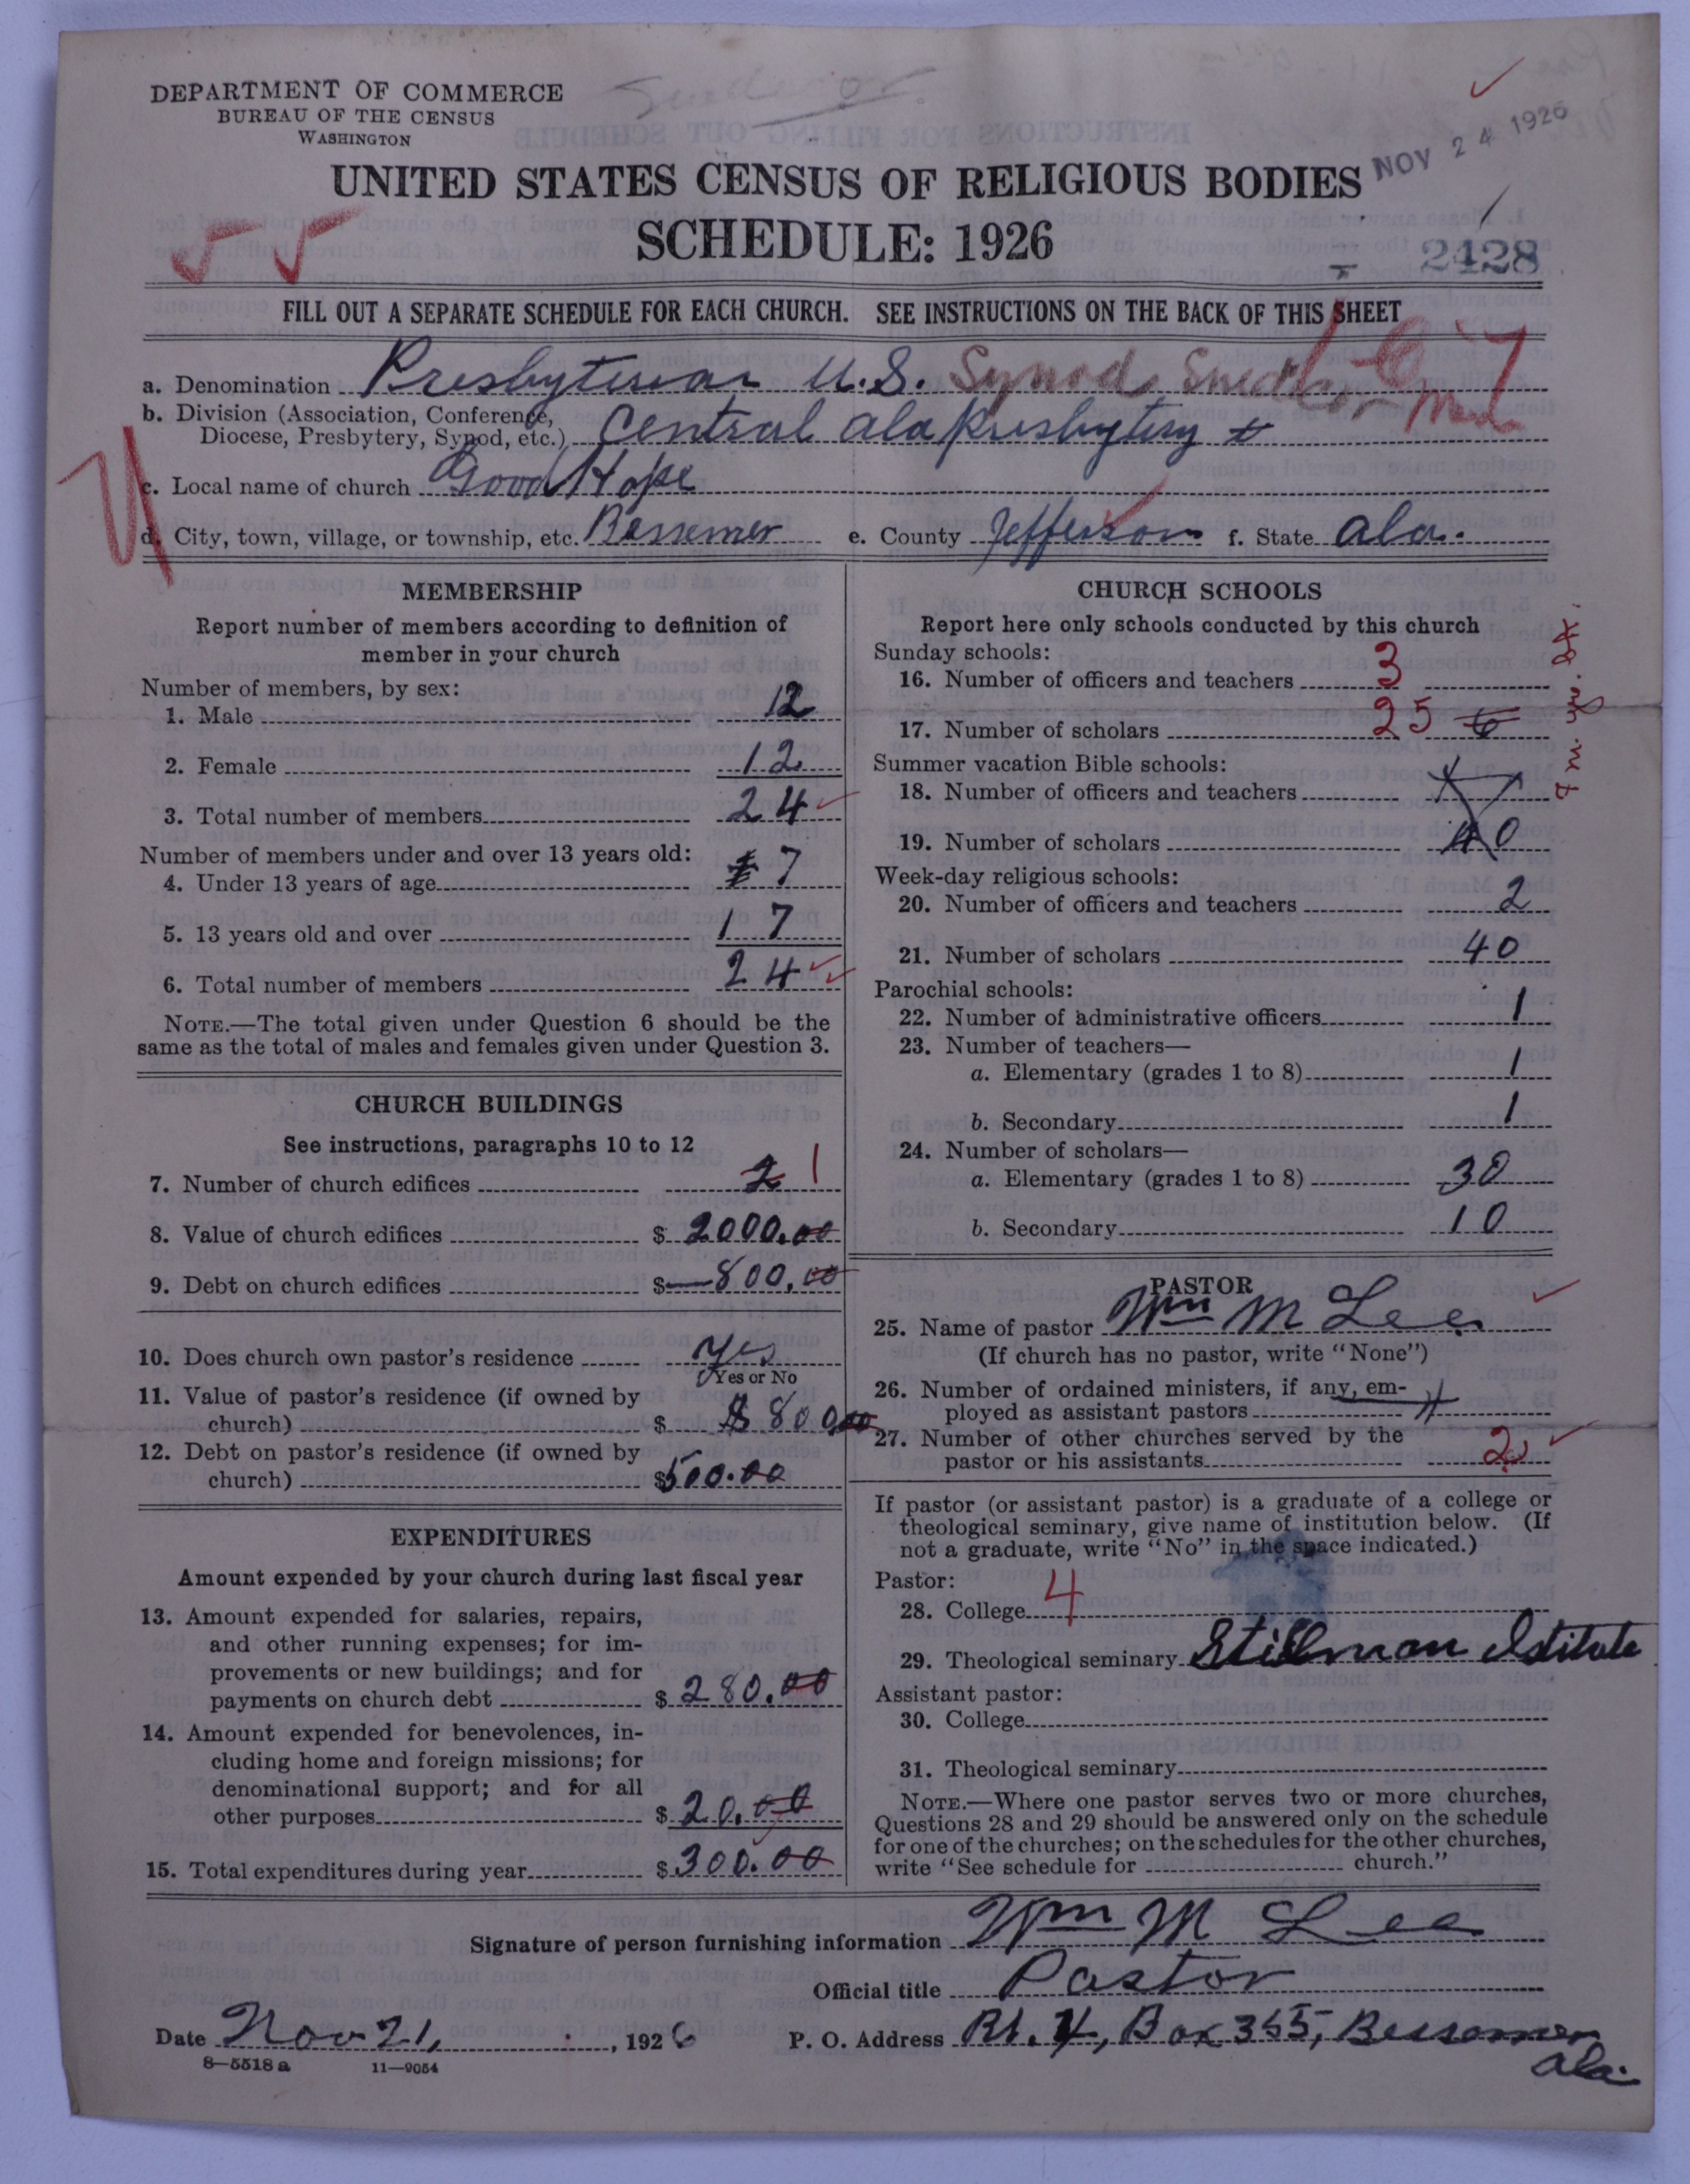 DEPARTMENT OF COMMERCE
BUREAU OF THE CENSUS
WASHINGTON
NOV 24 1926
UNITED STATES CENSUS OF RELIGIOUS BODIES
SCHEDULE: 1926
2428
FILL OUT A SEPARATE SCHEDULE FOR EACH CHURCH. SEE INSTRUCTIONS ON THE BACK OF THIS SHEET
a. Denomination Presbyterian U.S. Synod
b. Division (Association, Conference,
Diocese, Presbytery, Synod, etc.) Central Ala Presbytery
c. Local name of church Good Hope
d. City, town, village, or township, etc. Bessemer e. County Jefferson f. State Ala.
MEMBERSHIP
Report number of members according to definition of
member in your church
Number of members, by sex:
1. Male 12
2. Female 12
3. Total number of members 24
Number of members under and over 13 years old:
4. Under 13 years of age 7
5. 13 years old and over 17
6. Total number of members 24
NOTE.—The total given under Question 6 should be the
same as the total of males and females given under Question 3.
CHURCH BUILDINGS
See instructions, paragraphs 10 to 12
7. Number of church edifices 2 1
8. Value of church edifices $ 2000.00
9. Debt on church edifices $ 800.00
10. Does church own pastor's residence Yes
Yes or No
11. Value of pastor's residence (if owned by
church) $ $800.00
12. Debt on pastor's residence (if owned by
church) $ 500.00
EXPENDITURES
Amount expended by your church during last fiscal year
13. Amount expended for salaries, repairs,
and other running expenses; for im-
provements or new buildings; and for
payments on church debt $ 280.00
14. Amount expended for benevolences, in-
cluding home and foreign missions; for
denominational support; and for all
other purposes $ 20.00
15. Total expenditures during year $ 300.00
CHURCH SCHOOLS
Report here only schools conducted by this church
Sunday schools:
16. Number of officers and teachers 3
17. Number of scholars 25 6
Summer vacation Bible schools:
18. Number of officers and teachers
19. Number of scholars 40
Week-day religious schools:
20. Number of officers and teachers 2
21. Number of scholars 40
Parochial schools:
22. Number of administrative officers 1
23. Number of teachers—
a. Elementary (grades 1 to 8) 1
b. Secondary 1
24. Number of scholars—
a. Elementary (grades 1 to 8) 30
b. Secondary 10
PASTOR
25. Name of pastor Wm M Lee
(If church has no pastor, write "None")
26. Number of ordained ministers, if any, em-
ployed as assistant pastors
27. Number of other churches served by the
pastor or his assistants 2
If pastor (or assistant pastor) is a graduate of a college or
theological seminary, give name of institution below. (If
not a graduate, write "No" in the space indicated.)
Pastor:
28. College 4
29. Theological seminary Stillman Istitute
Assistant pastor:
30. College
31. Theological seminary
NOTE.—Where one pastor serves two or more churches,
Questions 28 and 29 should be answered only on the schedule
for one of the churches; on the schedules for the other churches,
write "See schedule for church."
Signature of person furnishing information Wm M Lee
Official title Pastor
Date Nov 21, , 1926 P. O. Address Rt. 4, Box 355, Bessemer
Ala.
8-5518a 11-9054